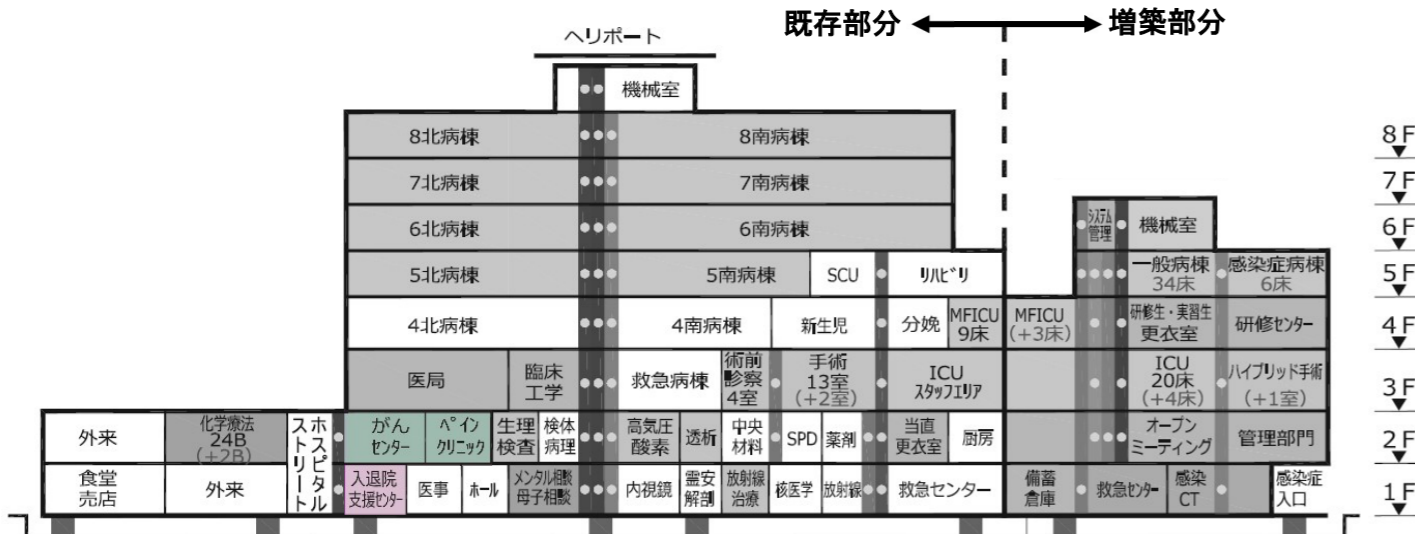 既存部分
増築部分
ヘリポート
機械室
8北病棟
8南病棟
8F
7北病棟
7南病棟
7F
6北病棟
6南病棟
システム
管理
機械室
6F
5北病棟
5南病棟
SCU
リハビリ
一般病棟
34床
感染症病棟
6床
5F
4北病棟
4南病棟
新生児
分娩
MFICU
9床
MFICU
(+3床)
研修生・実習生
更衣室
研修センター
4F
医局
臨床
工学
救急病棟
術前
診察
4室
手術
13室
(+2室)
ICU
スタッフエリア
ICU
20床
(+4床)
ハイブリッド手術
(+1室)
3F
外来
化学療法
24B
(+2B)
ホスピタル
ストリート
がん
センター
ペイン
クリニック
生理
検査
検体
病理
高気圧
酸素
透析
中央
材料
SPD
薬剤
当直
更衣室
厨房
オープン
ミーティング
管理部門
2F
食堂
売店
外来
入退院
支援センター
医事
ホール
メンタル相談
母子相談
内視鏡
霊安
解剖
放射線
治療
核医学
放射線
救急センター
備蓄
倉庫
救急センター
感染
CT
感染症
入口
1F